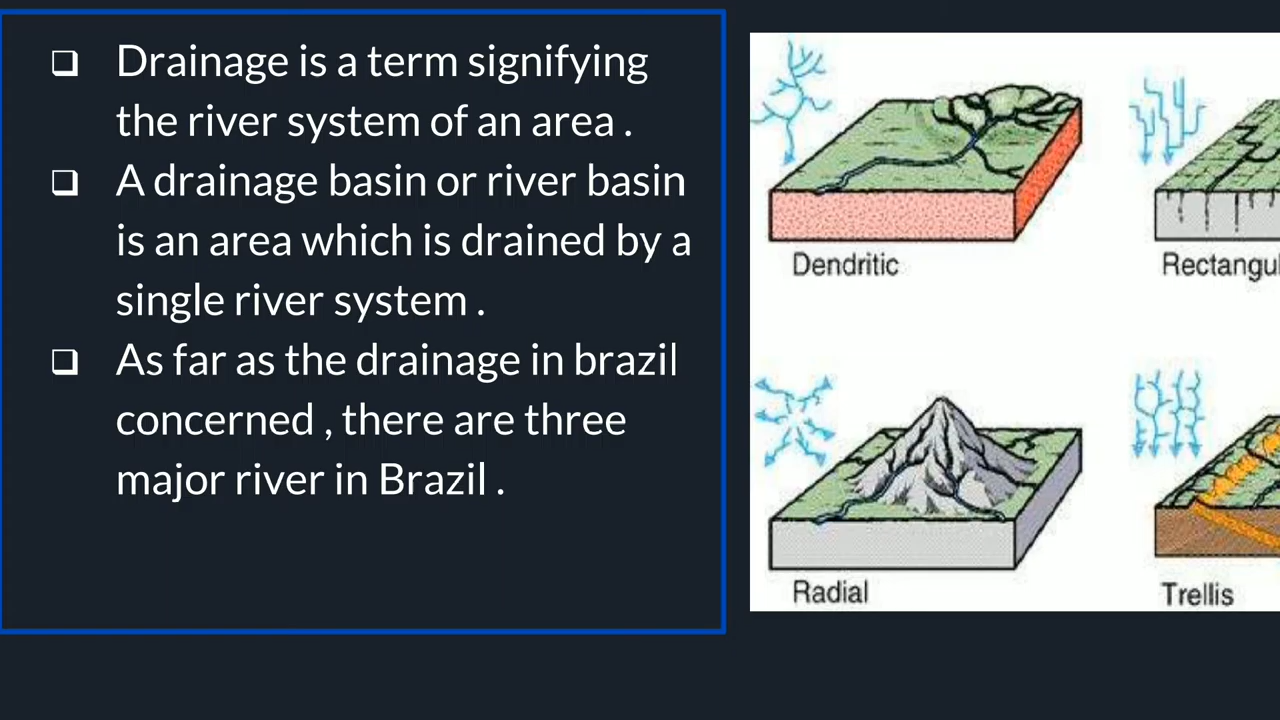 ❑ Drainage is a term signifying
the river system of an area .
❑ A drainage basin or river basin
is an area which is drained by a
single river system .
❑ As far as the drainage in brazil
concerned , there are three
major river in Brazil .
Dendritic
Rectangul
Radial
Trellis